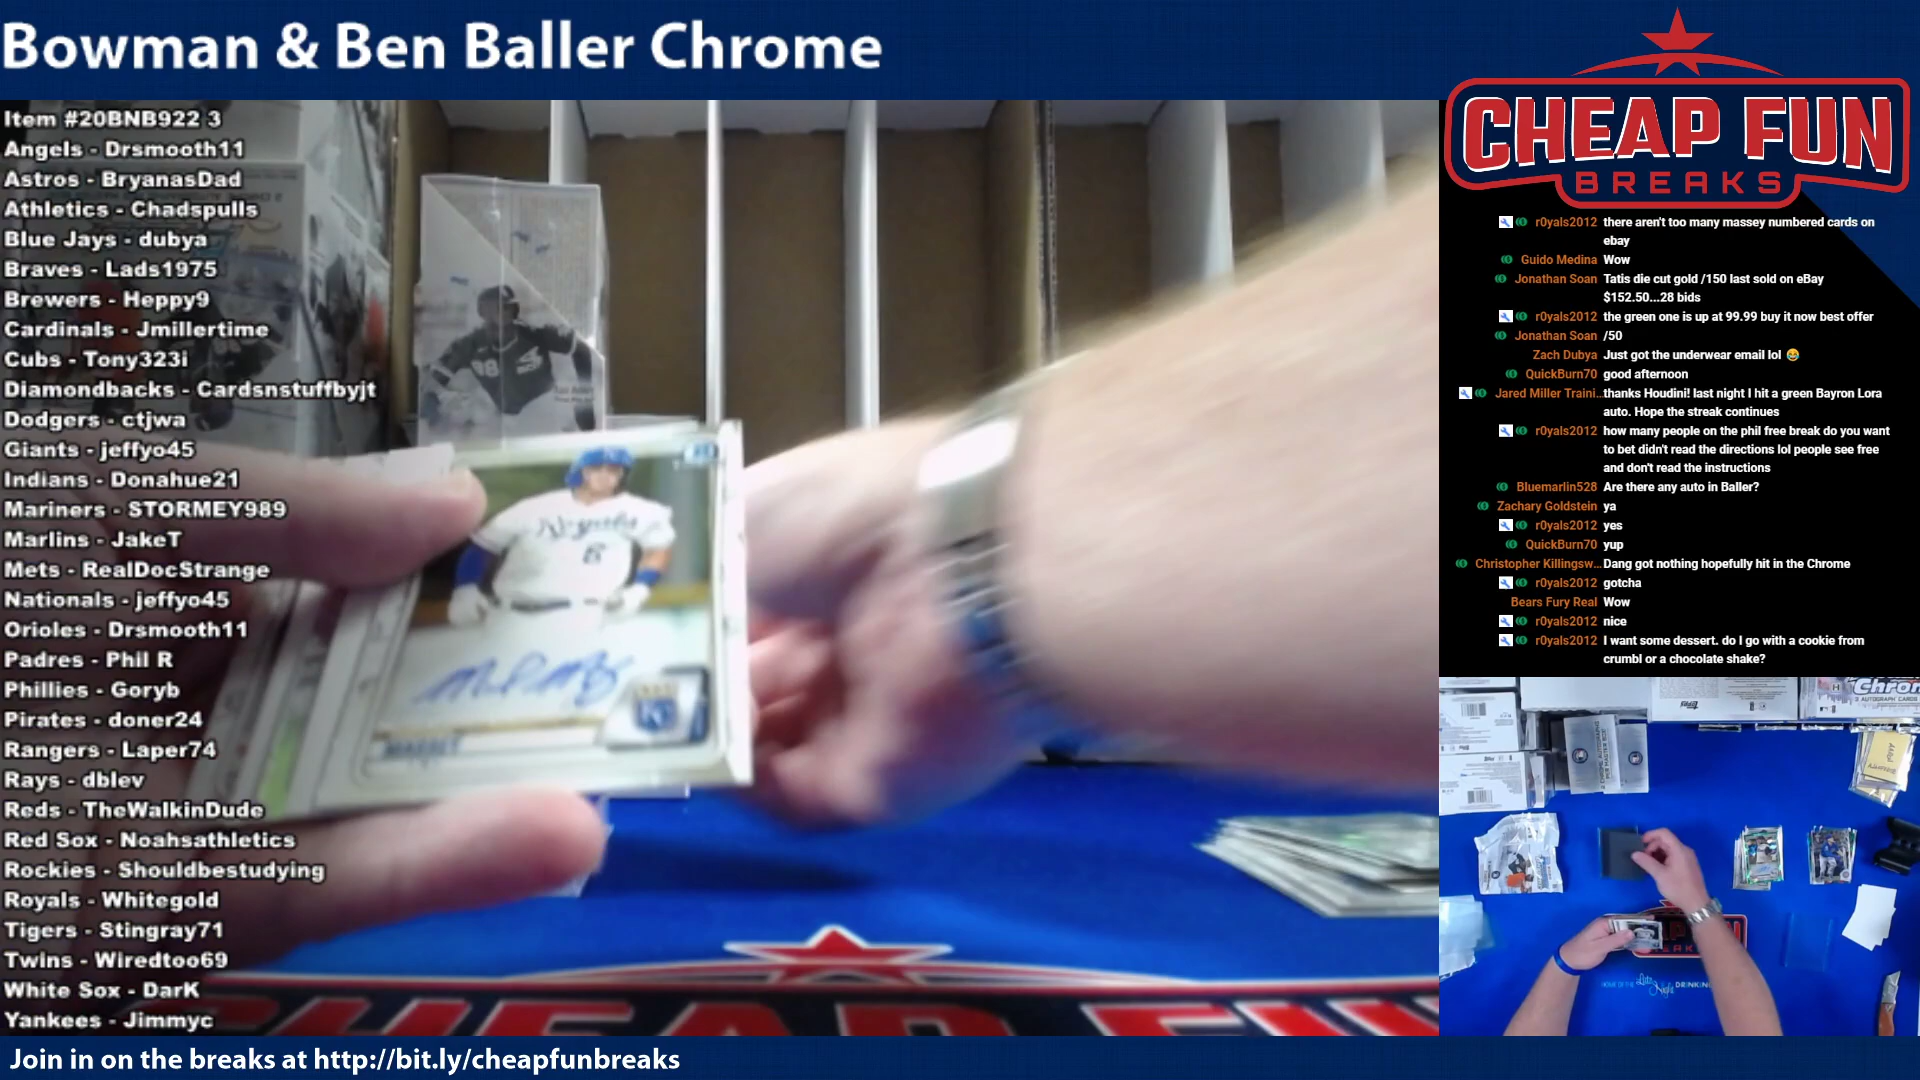 Bowman & Ben Baller Chrome
Item #20BNB922 3
Angels - Drsmooth11
Astros - BryanasDad
Athletics - Chadspulls
Blue Jays - dubya
Braves - Lads1975
Brewers - Heppy9
Cardinals - Jmillertime
Cubs - Tony323i
Diamondbacks - Cardsnstuffbyjt
Dodgers - ctjwa
Giants - jeffyo45
Indians - Donahue21
Mariners - STORMEY989
Marlins - JakeT
Mets - RealDocStrange
Nationals - jeffyo45
Orioles - Drsmooth11
Padres - Phil R
Phillies - Goryb
Pirates - doner24
Rangers - Laper74
Rays - dblev
Reds - TheWalkinDude
Red Sox - Noahsathletics
Rockies - Shouldbestudying
Royals - Whitegold
Tigers - Stingray71
Twins - Wiredtoo69
White Sox - DarK
Yankees - Jimmyc
Royals
6
CHEAP FUN
Join in on the breaks at http://bit.ly/cheapfunbreaks
CHEAP FUN
BREAKS
r0yals2012 there aren't too many massey numbered cards on
ebay
Guido Medina Wow
Jonathan Soan Tatis die cut gold /150 last sold on eBay
$152.50...28 bids
r0yals2012 the green one is up at 99.99 buy it now best offer
Jonathan Soan /50
Zach Dubya Just got the underwear email lol 😂
QuickBurn70 good afternoon
Jared Miller Traini... thanks Houdini! last night I hit a green Bayron Lora
auto. Hope the streak continues
r0yals2012 how many people on the phil free break do you want
to bet didn't read the directions lol people see free
and don't read the instructions
Bluemarlin528 Are there any auto in Baller?
Zachary Goldstein ya
r0yals2012 yes
QuickBurn70 yup
Christopher Killingsw... Dang got nothing hopefully hit in the Chrome
r0yals2012 gotcha
Bears Fury Real Wow
r0yals2012 nice
r0yals2012 I want some dessert. do I go with a cookie from
crumbl or a chocolate shake?
Chrom